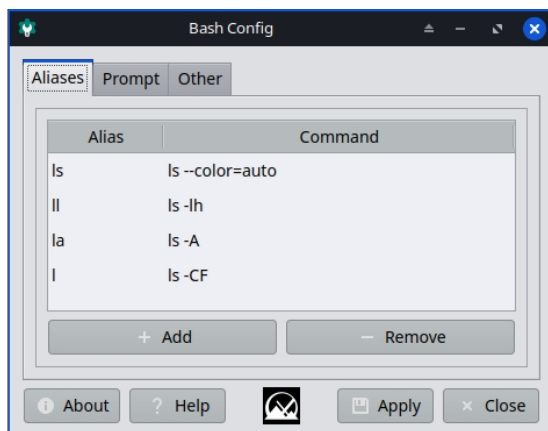 Bash Config
Aliases Prompt Other
Alias Command
ls ls --color=auto
ll ls -lh
la ls -A
l ls -CF
+ Add − Remove
About ? Help Apply × Close